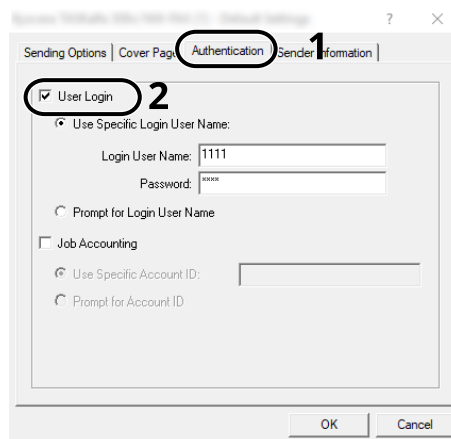 ?
Sending Options Cover Page Authentication Sender Information
1
User Login
2
Use Specific Login User Name:
Login User Name: 1111
Password: ****
Prompt for Login User Name
Job Accounting
Use Specific Account ID:
Prompt for Account ID
OK Cancel